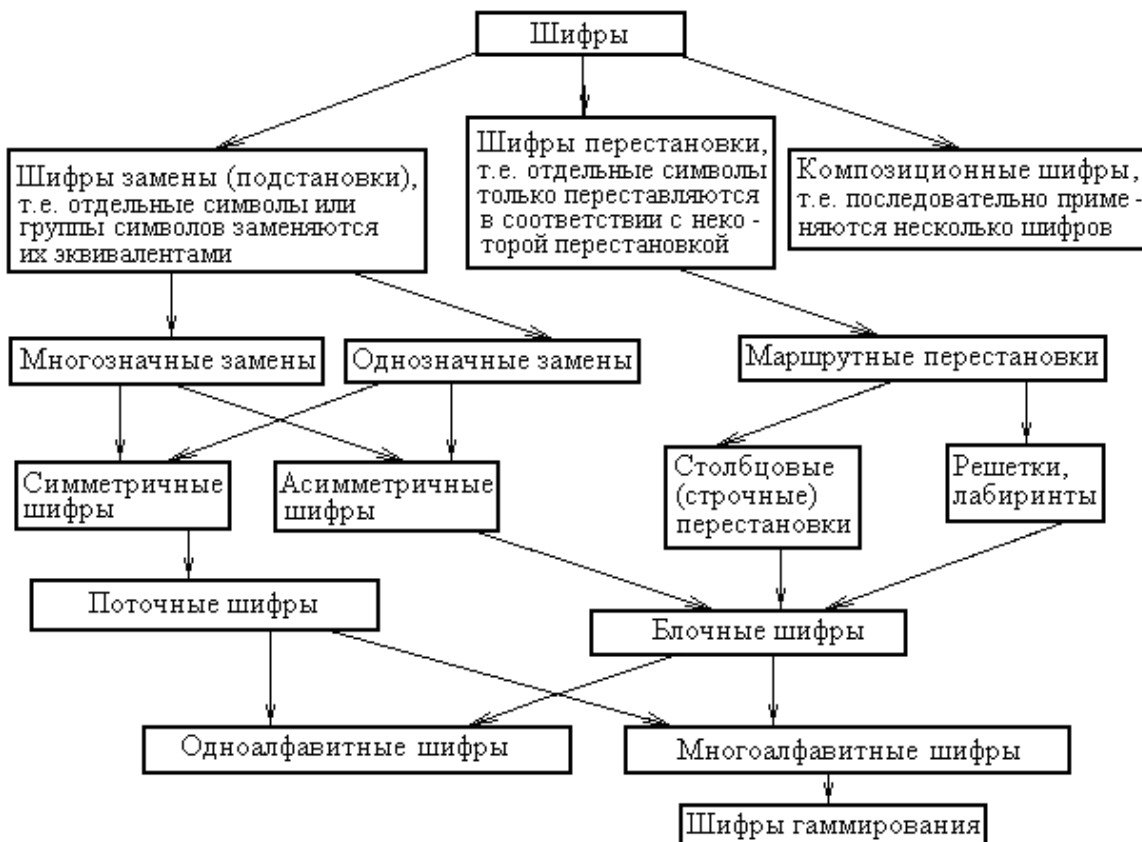 Шифры
Шифры замены (подстановки),
т.е. отдельные символы или
группы символов заменяются
их эквивалентами
Шифры перестановки,
т.е. отдельные символы
только переставляются
в соответствии с неко -
торой перестановкой
Композиционные шифры,
т.е. последовательно приме -
няются несколько шифров
Многозначные замены
Однозначные замены
Маршрутные перестановки
Симметричные
шифры
Асимметричные
шифры
Столбцовые
(строчные)
перестановки
Решетки,
лабиринты
Поточные шифры
Блочные шифры
Одноалфавитные шифры
Многоалфавитные шифры
Шифры гаммирования